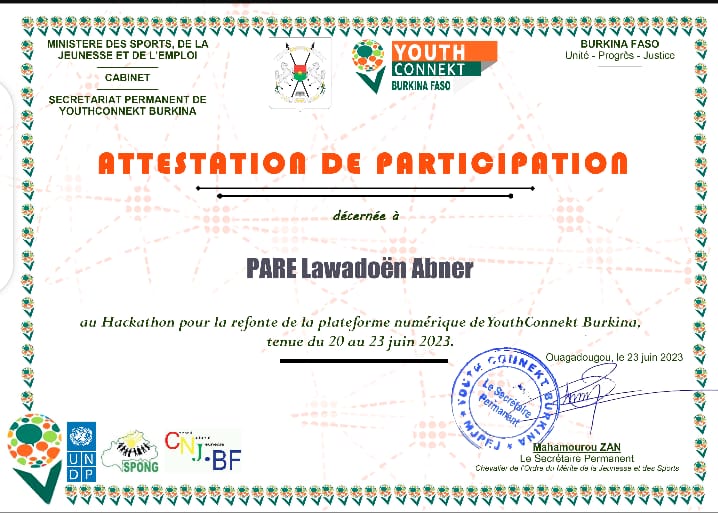 MINISTERE DES SPORTS, DE LA
JEUNESSE ET DE L'EMPLOI
CABINET
SECRETARIAT PERMANENT DE
YOUTHCONNEKT BURKINA
YOUTH
CONNEKT
BURKINA FASO
BURKINA FASO
Unité - Progrès - Justice
ATTESTATION DE PARTICIPATION
décernée à
PARE Lawadoën Abner
au Hackathon pour la refonte de la plateforme numérique de YouthConnekt Burkina,
tenue du 20 au 23 juin 2023.
Ouagadougou, le 23 juin 2023
YOUTH CONNEKT BURKINA
Le Secrétaire
Permanent
Mahamourou ZAN
Le Secrétaire Permanent
Chevalier de l'Ordre du Mérite de la Jeunesse et des Sports
U N
D P
SPONG
CNJ-BF